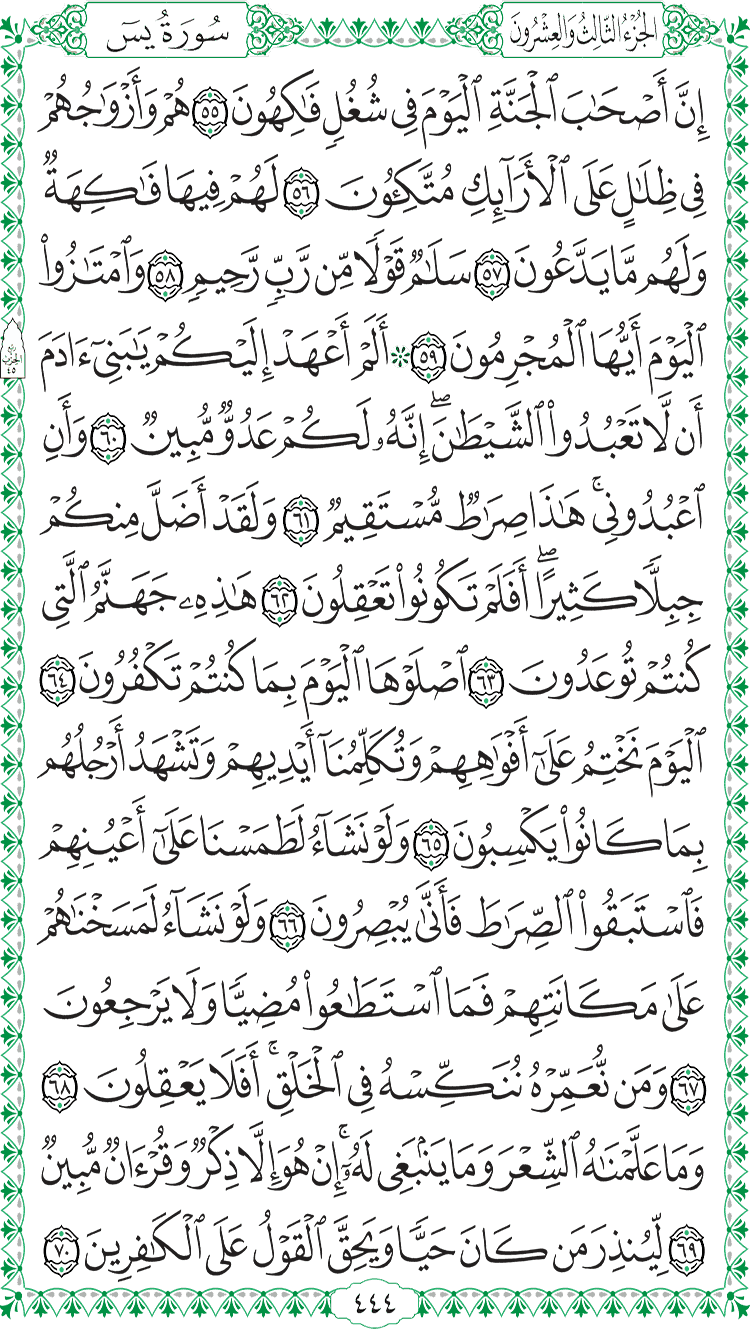 الجُزْءُ الثَّالِثُ وَالعِشْرُونَ
سُورَةُ يسٓ
إِنَّ أَصْحَٰبَ ٱلْجَنَّةِ ٱلْيَوْمَ فِى شُغُلٍ فَٰكِهُونَ ٥٥ هُمْ وَأَزْوَٰجُهُمْ
فِى ظِلَٰلٍ عَلَى ٱلْأَرَآئِكِ مُتَّكِـُٔونَ ٥٦ لَهُمْ فِيهَا فَٰكِهَةٌ
وَلَهُم مَّا يَدَّعُونَ ٥٧ سَلَٰمٌ قَوْلًا مِّن رَّبٍّ رَّحِيمٍ ٥٨ وَٱمْتَٰزُوا۟
ٱلْيَوْمَ أَيُّهَا ٱلْمُجْرِمُونَ ٥٩ ۞ أَلَمْ أَعْهَدْ إِلَيْكُمْ يَٰبَنِىٓ ءَادَمَ
ربع
الحزب
٤٥
أَن لَّا تَعْبُدُوا۟ ٱلشَّيْطَٰنَ ۖ إِنَّهُۥ لَكُمْ عَدُوٌّ مُّبِينٌ ٦٠ وَأَنِ
ٱعْبُدُونِى ۚ هَٰذَا صِرَٰطٌ مُّسْتَقِيمٌ ٦١ وَلَقَدْ أَضَلَّ مِنكُمْ
جِبِلًّا كَثِيرًا ۖ أَفَلَمْ تَكُونُوا۟ تَعْقِلُونَ ٦٢ هَٰذِهِۦ جَهَنَّمُ ٱلَّتِى
كُنتُمْ تُوعَدُونَ ٦٣ ٱصْلَوْهَا ٱلْيَوْمَ بِمَا كُنتُمْ تَكْفُرُونَ ٦٤
ٱلْيَوْمَ نَخْتِمُ عَلَىٰٓ أَفْوَٰهِهِمْ وَتُكَلِّمُنَآ أَيْدِيهِمْ وَتَشْهَدُ أَرْجُلُهُم
بِمَا كَانُوا۟ يَكْسِبُونَ ٦٥ وَلَوْ نَشَآءُ لَطَمَسْنَا عَلَىٰٓ أَعْيُنِهِمْ
فَٱسْتَبَقُوا۟ ٱلصِّرَٰطَ فَأَنَّىٰ يُبْصِرُونَ ٦٦ وَلَوْ نَشَآءُ لَمَسَخْنَٰهُمْ
عَلَىٰ مَكَانَتِهِمْ فَمَا ٱسْتَطَٰعُوا۟ مُضِيًّا وَلَا يَرْجِعُونَ
٦٧ وَمَن نُّعَمِّرْهُ نُنَكِّسْهُ فِى ٱلْخَلْقِ ۚ أَفَلَا يَعْقِلُونَ ٦٨
وَمَا عَلَّمْنَٰهُ ٱلشِّعْرَ وَمَا يَنۢبَغِى لَهُۥٓ ۚ إِنْ هُوَ إِلَّا ذِكْرٌ وَقُرْءَانٌ مُّبِينٌ
٦٩ لِّيُنذِرَ مَن كَانَ حَيًّا وَيَحِقَّ ٱلْقَوْلُ عَلَى ٱلْكَٰفِرِينَ ٧٠
٤٤٤